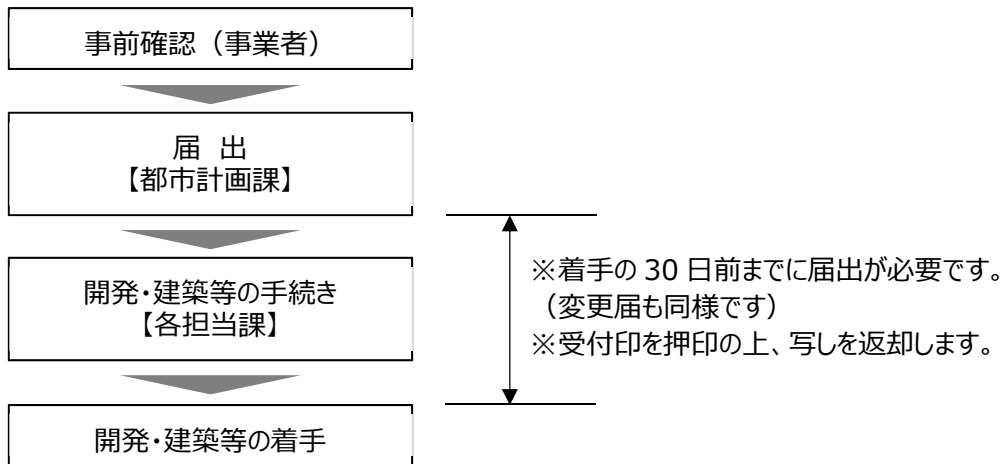 事前確認（事業者）
届 出
【都市計画課】
開発・建築等の手続き
【各担当課】
※着手の 30 日前までに届出が必要です。
（変更届も同様です）
※受付印を押印の上、写しを返却します。
開発・建築等の着手